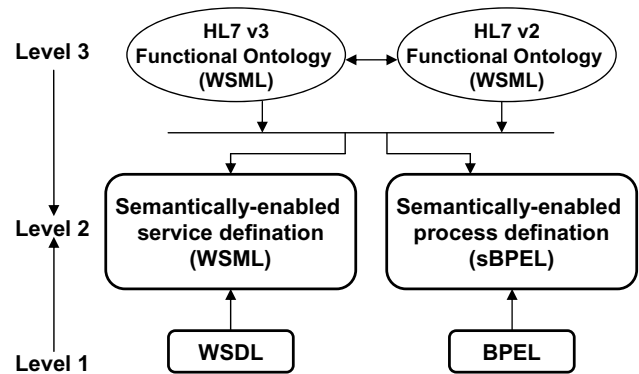 Level 3
HL7 v3
Functional Ontology
(WSML)
HL7 v2
Functional Ontology
(WSML)
Level 2
Semantically-enabled
service defination
(WSML)
Semantically-enabled
process defination
(sBPEL)
Level 1
WSDL
BPEL